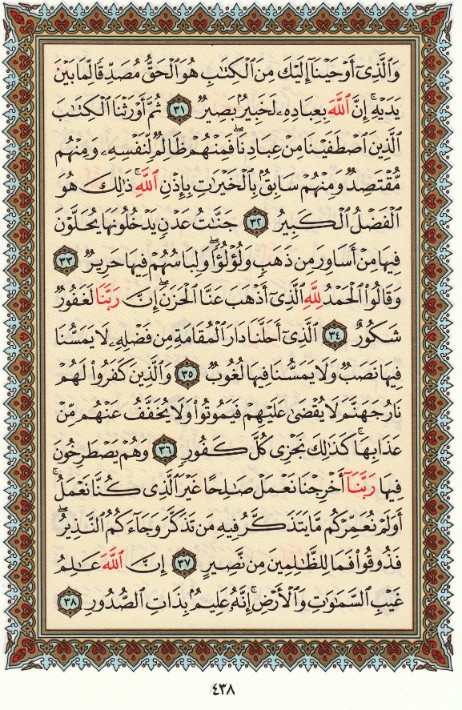 وَٱلَّذِىٓ أَوْحَيْنَآ إِلَيْكَ مِنَ ٱلْكِتَٰبِ هُوَ ٱلْحَقُّ مُصَدِّقًا لِّمَا بَيْنَ
يَدَيْهِ ۗ إِنَّ ٱللَّهَ بِعِبَادِهِۦ لَخَبِيرٌۢ بَصِيرٌ ٣١ ثُمَّ أَوْرَثْنَا ٱلْكِتَٰبَ
ٱلَّذِينَ ٱصْطَفَيْنَا مِنْ عِبَادِنَا ۖ فَمِنْهُمْ ظَالِمٌ لِّنَفْسِهِۦ وَمِنْهُم
مُّقْتَصِدٌ وَمِنْهُمْ سَابِقٌۢ بِٱلْخَيْرَٰتِ بِإِذْنِ ٱللَّهِ ۚ ذَٰلِكَ هُوَ
ٱلْفَضْلُ ٱلْكَبِيرُ ٣٢ جَنَّٰتُ عَدْنٍ يَدْخُلُونَهَا يُحَلَّوْنَ
فِيهَا مِنْ أَسَاوِرَ مِن ذَهَبٍ وَلُؤْلُؤًا ۖ وَلِبَاسُهُمْ فِيهَا حَرِيرٌ ٣٣
وَقَالُوا۟ ٱلْحَمْدُ لِلَّهِ ٱلَّذِىٓ أَذْهَبَ عَنَّا ٱلْحَزَنَ ۖ إِنَّ رَبَّنَا لَغَفُورٌ
شَكُورٌ ٣٤ ٱلَّذِىٓ أَحَلَّنَا دَارَ ٱلْمُقَامَةِ مِن فَضْلِهِۦ لَا يَمَسُّنَا
فِيهَا نَصَبٌ وَلَا يَمَسُّنَا فِيهَا لُغُوبٌ ٣٥ وَٱلَّذِينَ كَفَرُوا۟ لَهُمْ
نَارُ جَهَنَّمَ لَا يُقْضَىٰ عَلَيْهِمْ فَيَمُوتُوا۟ وَلَا يُخَفَّفُ عَنْهُم مِّنْ
عَذَابِهَا ۚ كَذَٰلِكَ نَجْزِى كُلَّ كَفُورٍ ٣٦ وَهُمْ يَصْطَرِخُونَ
فِيهَا رَبَّنَآ أَخْرِجْنَا نَعْمَلْ صَٰلِحًا غَيْرَ ٱلَّذِى كُنَّا نَعْمَلُ ۚ
أَوَلَمْ نُعَمِّرْكُم مَّا يَتَذَكَّرُ فِيهِ مَن تَذَكَّرَ وَجَآءَكُمُ ٱلنَّذِيرُ ۖ
فَذُوقُوا۟ فَمَا لِلظَّٰلِمِينَ مِن نَّصِيرٍ ٣٧ إِنَّ ٱللَّهَ عَٰلِمُ
غَيْبِ ٱلسَّمَٰوَٰتِ وَٱلْأَرْضِ ۚ إِنَّهُۥ عَلِيمٌۢ بِذَاتِ ٱلصُّدُورِ ٣٨
٤٣٨